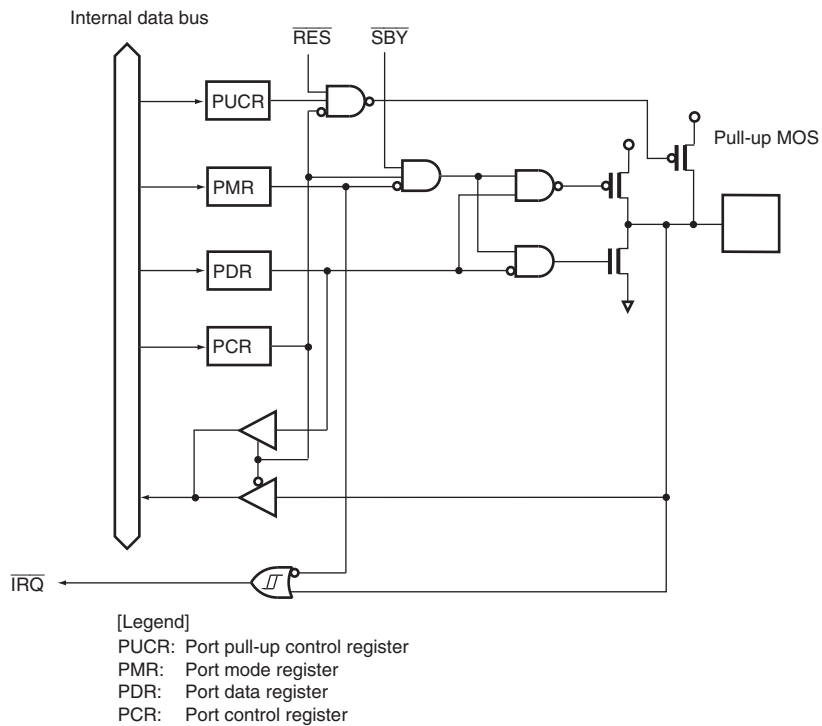 Internal data bus
RES
SBY
PUCR
Pull-up MOS
PMR
PDR
PCR
IRQ
[Legend]
PUCR: Port pull-up control register
PMR: Port mode register
PDR: Port data register
PCR: Port control register